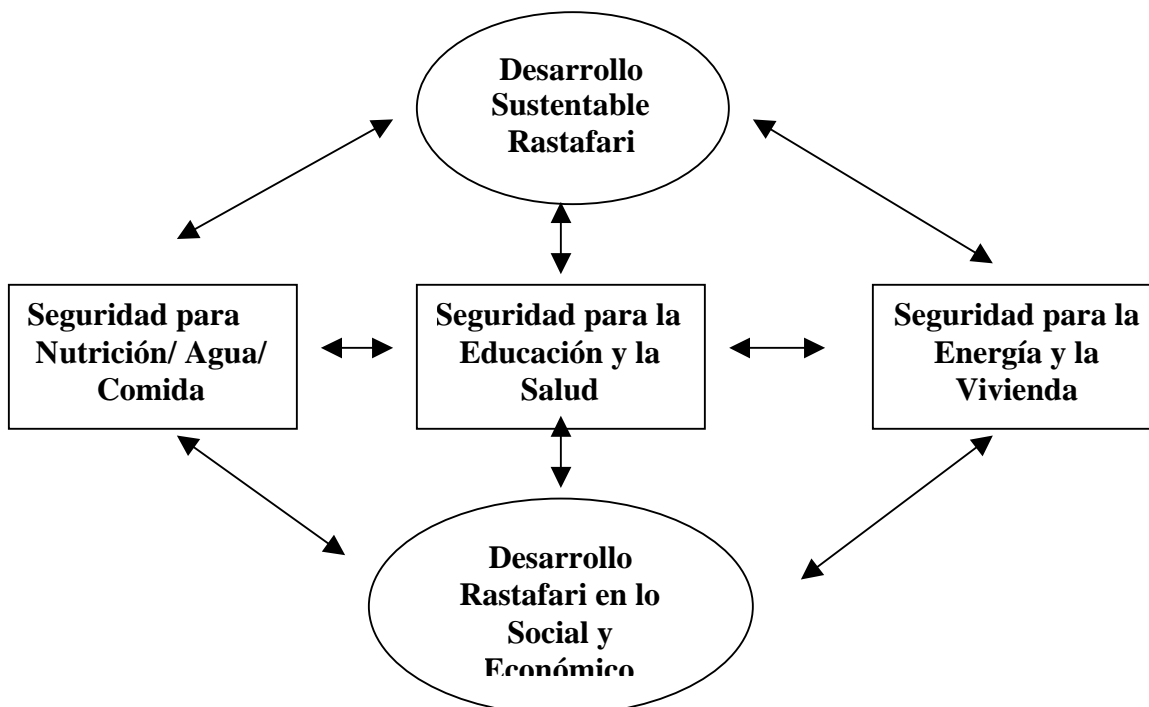 Desarrollo
Sustentable
Rastafari
Seguridad para
Nutrición/ Agua/
Comida
Seguridad para la
Educación y la
Salud
Seguridad para la
Energía y la
Vivienda
Desarrollo
Rastafari en lo
Social y
Económico